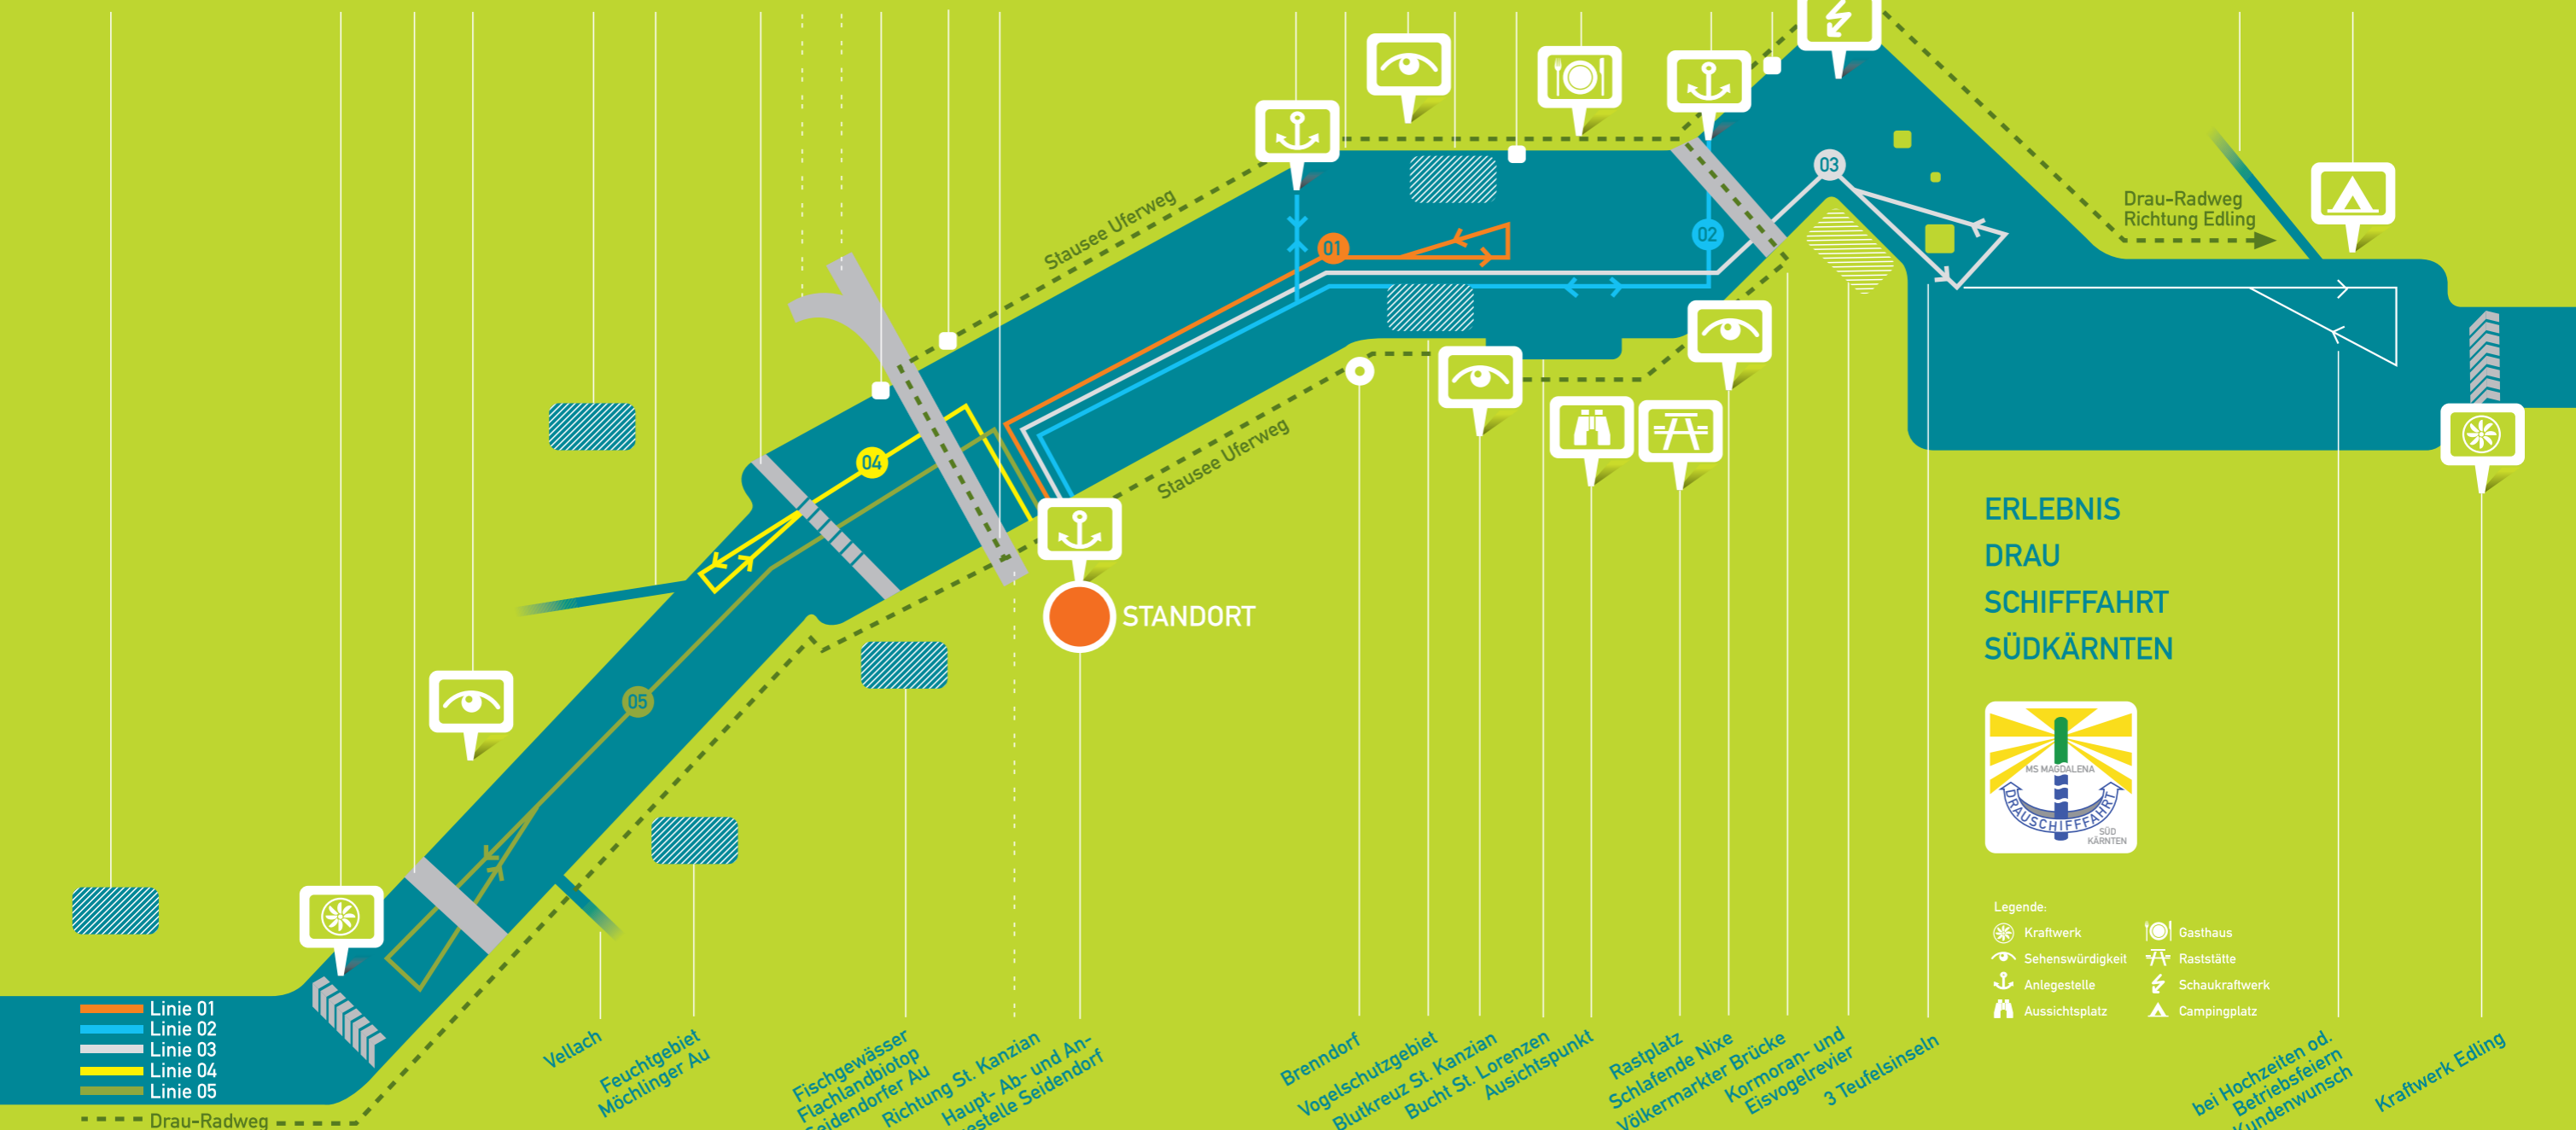 Stausee Uferweg
01
02
03
Drau-Radweg
Richtung Edling
04
Stausee Uferweg
STANDORT
05
ERLEBNIS
DRAU
SCHIFFFAHRT
SÜDKÄRNTEN
MS MAGDALENA
DRAUSCHIFFFAHRT
SÜD
KÄRNTEN
Legende:
Kraftwerk
Sehenswürdigkeit
Anlegestelle
Aussichtsplatz
Gasthaus
Raststätte
Schaukraftwerk
Campingplatz
Linie 01
Linie 02
Linie 03
Linie 04
Linie 05
Drau-Radweg
Vellach
Feuchtgebiet
Möchlinger Au
Fischgewässer
Flachlandbiotop
Seidendorfer Au
Richtung St. Kanzian
Haupt- Ab- und An-
estelle Seidendorf
Brenndorf
Vogelschutzgebiet
Blutkreuz St. Kanzian
Bucht St. Lorenzen
Ausichtspunkt
Rastplatz
Schlafende Nixe
Völkermarkter Brücke
Kormoran- und
Eisvogelrevier
3 Teufelsinseln
bei Hochzeiten od.
Betriebsfeiern
Kundenwunsch
Kraftwerk Edling